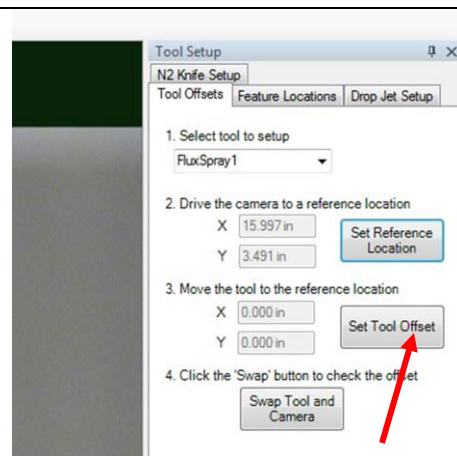 Tool Setup
N2 Knife Setup
Tool Offsets Feature Locations Drop Jet Setup
1. Select tool to setup
FluxSpray1
2. Drive the camera to a reference location
X 15.997 in
Y 3.491 in
Set Reference
Location
3. Move the tool to the reference location
X 0.000 in
Y 0.000 in
Set Tool Offset
4. Click the 'Swap' button to check the offset
Swap Tool and
Camera